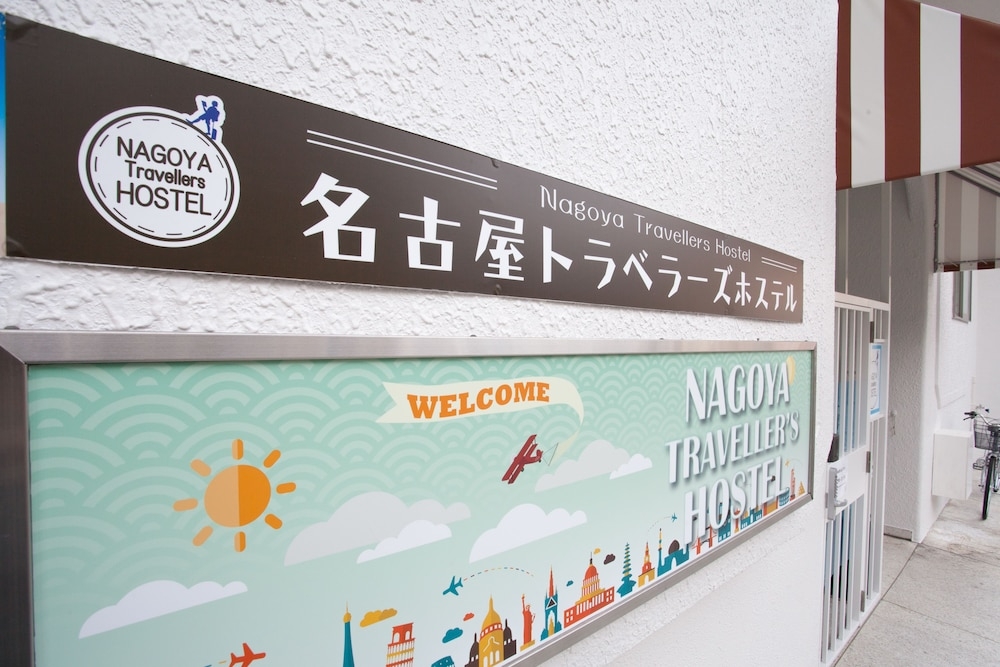 NAGOYA
Travellers
HOSTEL
Nagoya Travellers Hostel
名古屋トラベラーズホステル
WELCOME
NAGOYA
TRAVELLER'S
HOSTEL